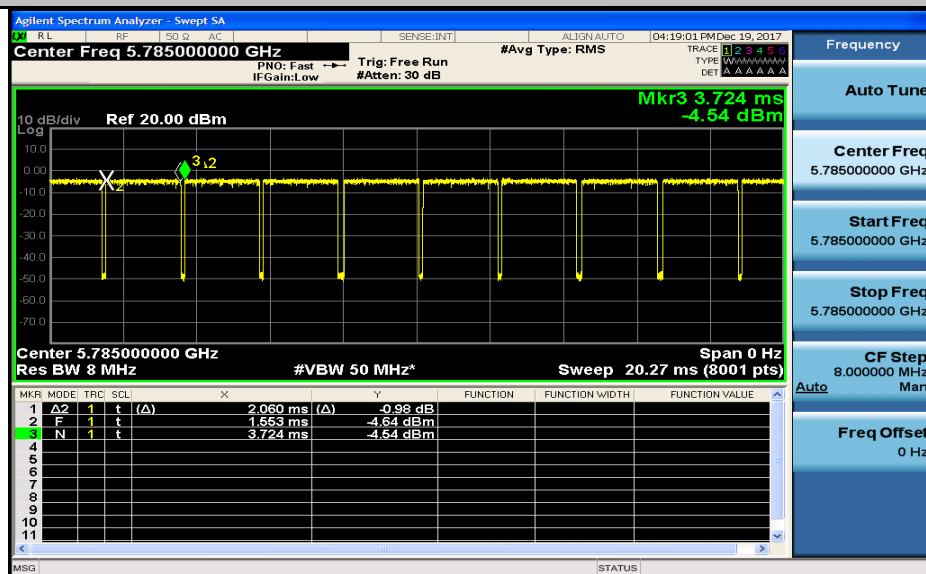 Agilent Spectrum Analyzer - Swept SA
LXI RL RF 50 Ω AC SENSE:INT ALIGN AUTO 04:19:01 PM Dec 19, 2017
Center Freq 5.785000000 GHz
#Avg Type: RMS
TRACE 1 2 3 4 5 6
PNO: Fast
Trig: Free Run
TYPE WWWWWW
IFGain:Low
#Atten: 30 dB
DET A A A A A A
Mkr3 3.724 ms
-4.54 dBm
10 dB/div Ref 20.00 dBm
Log
10.0
0.00
-10.0
-20.0
-30.0
-40.0
-50.0
-60.0
-70.0
2
3 Δ2
Center 5.785000000 GHz
Span 0 Hz
Res BW 8 MHz
#VBW 50 MHz*
Sweep 20.27 ms (8001 pts)
MKR MODE TRC SCL X Y FUNCTION FUNCTION WIDTH FUNCTION VALUE
1 Δ2 1 t (Δ) 2.060 ms (Δ) -0.98 dB
2 F 1 t 1.553 ms -4.64 dBm
3 N 1 t 3.724 ms -4.54 dBm
4
5
6
7
8
9
10
11
MSG
STATUS
Frequency
Auto Tune
Center Freq
5.785000000 GHz
Start Freq
5.785000000 GHz
Stop Freq
5.785000000 GHz
CF Step
8.000000 MHz
Auto Man
Freq Offset
0 Hz